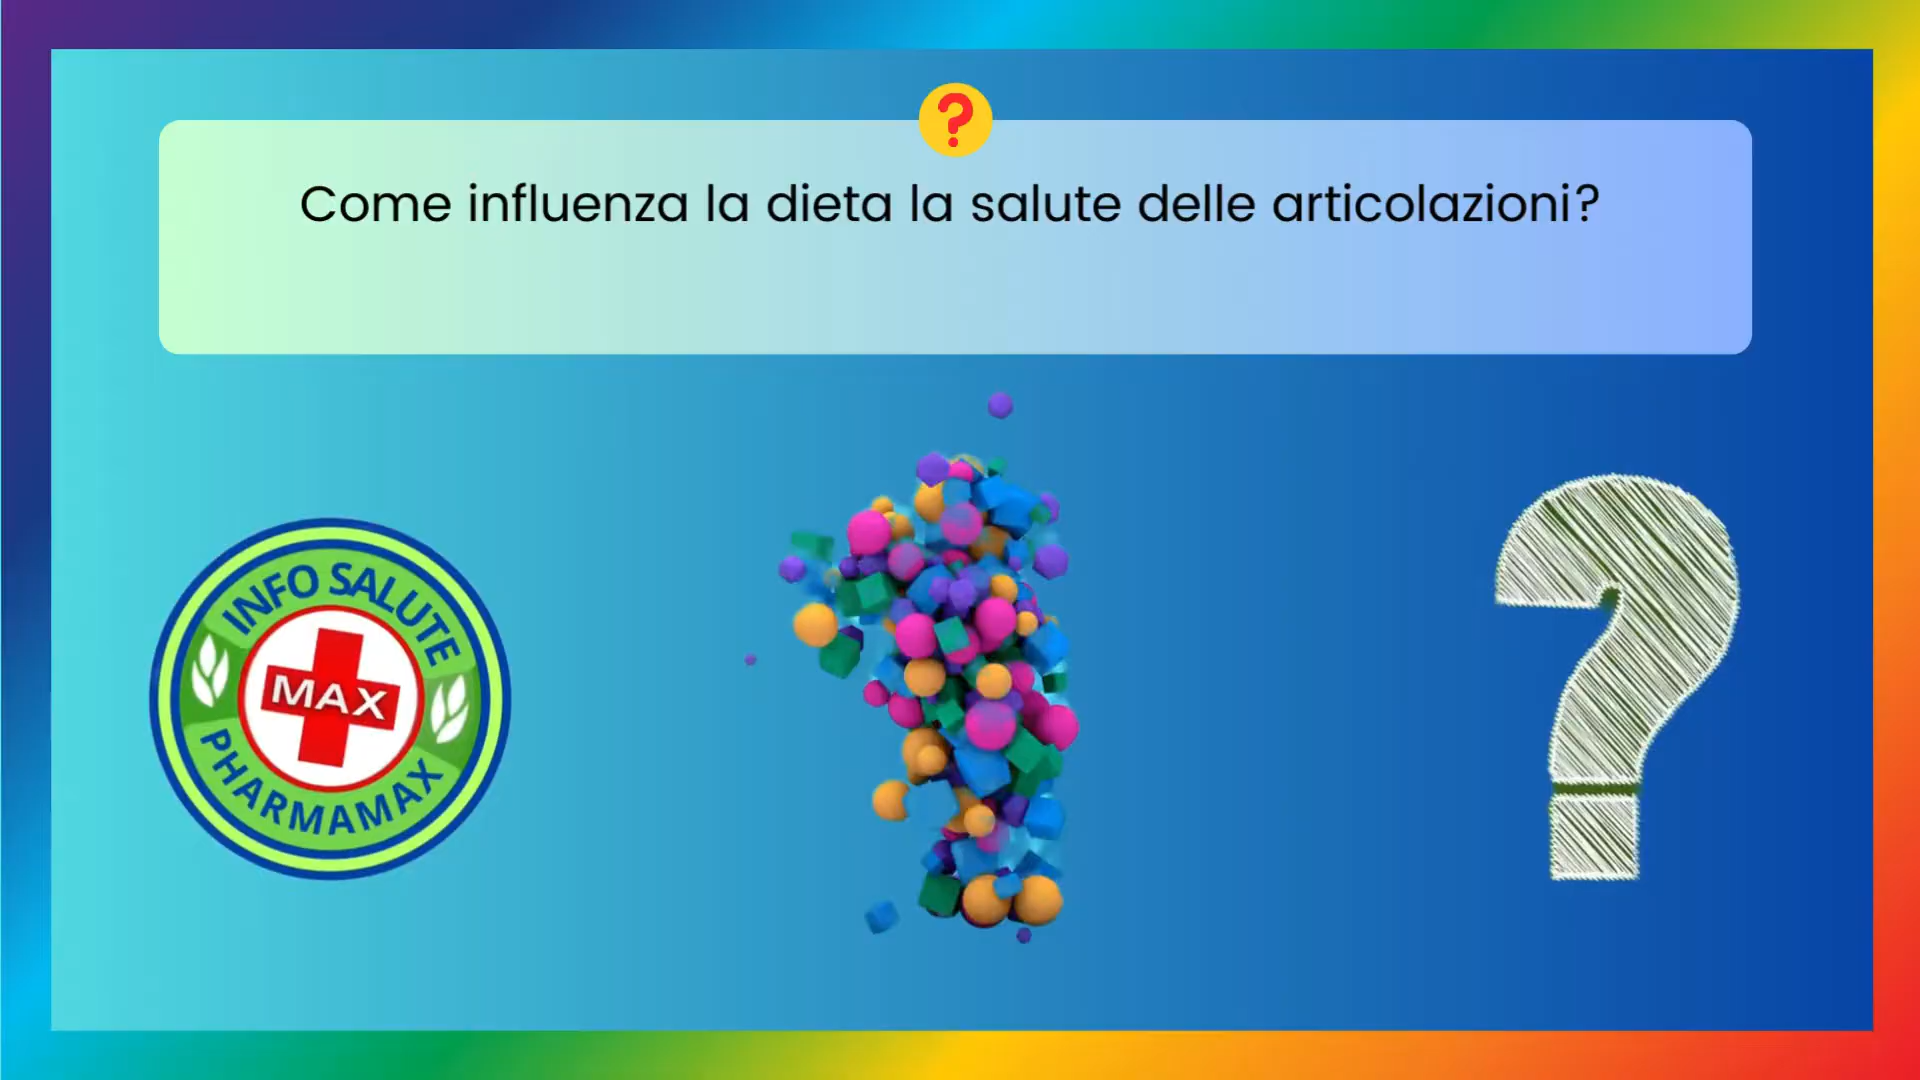 ?
Come influenza la dieta la salute delle articolazioni?
INFO SALUTE
MAX
PHARMAMAX
?